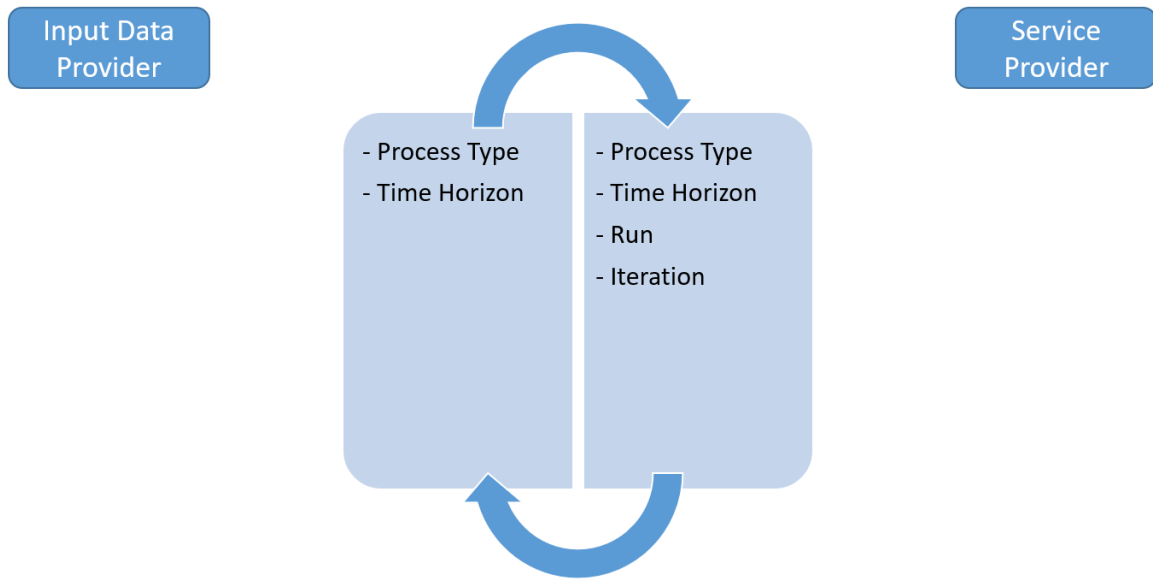 Input Data
Provider
Service
Provider
- Process Type
- Time Horizon
- Process Type
- Time Horizon
- Run
- Iteration